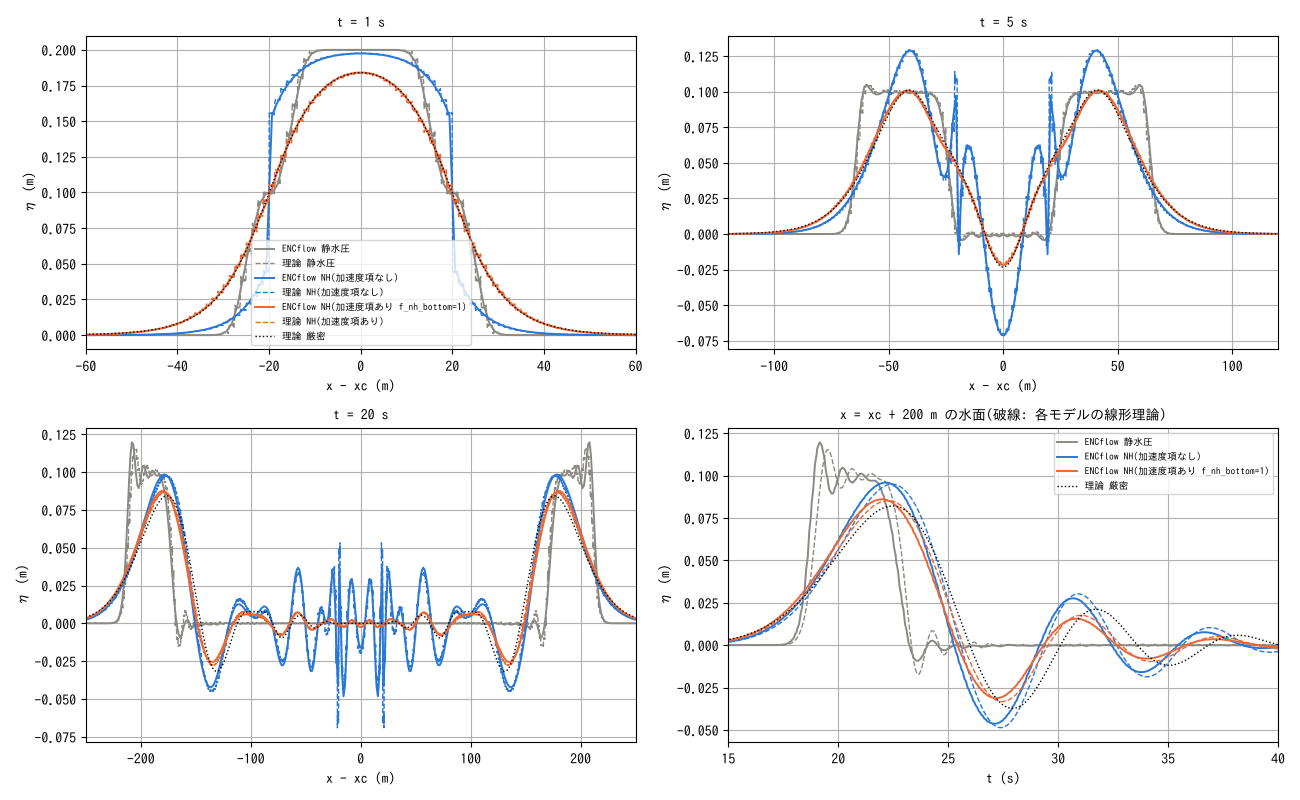 t = 1 s
0.200
0.175
0.150
0.125
0.100
0.075
0.050
0.025
0.000
η (m)
ENCflow 静水圧
理論 静水圧
ENCflow NH(加速度項なし)
理論 NH(加速度項なし)
ENCflow NH(加速度項あり f_nh_bottom=1)
理論 NH(加速度項あり)
理論 厳密
-60 -40 -20 0 20 40 60
x - xc (m)
t = 5 s
0.125
0.100
0.075
0.050
0.025
0.000
-0.025
-0.050
-0.075
η (m)
-100 -50 0 50 100
x - xc (m)
t = 20 s
0.125
0.100
0.075
0.050
0.025
0.000
-0.025
-0.050
-0.075
η (m)
-200 -100 0 100 200
x - xc (m)
x = xc + 200 m の水面(破線: 各モデルの線形理論)
0.125
0.100
0.075
0.050
0.025
0.000
-0.025
-0.050
η (m)
ENCflow 静水圧
ENCflow NH(加速度項なし)
ENCflow NH(加速度項あり f_nh_bottom=1)
理論 厳密
15 20 25 30 35 40
t (s)